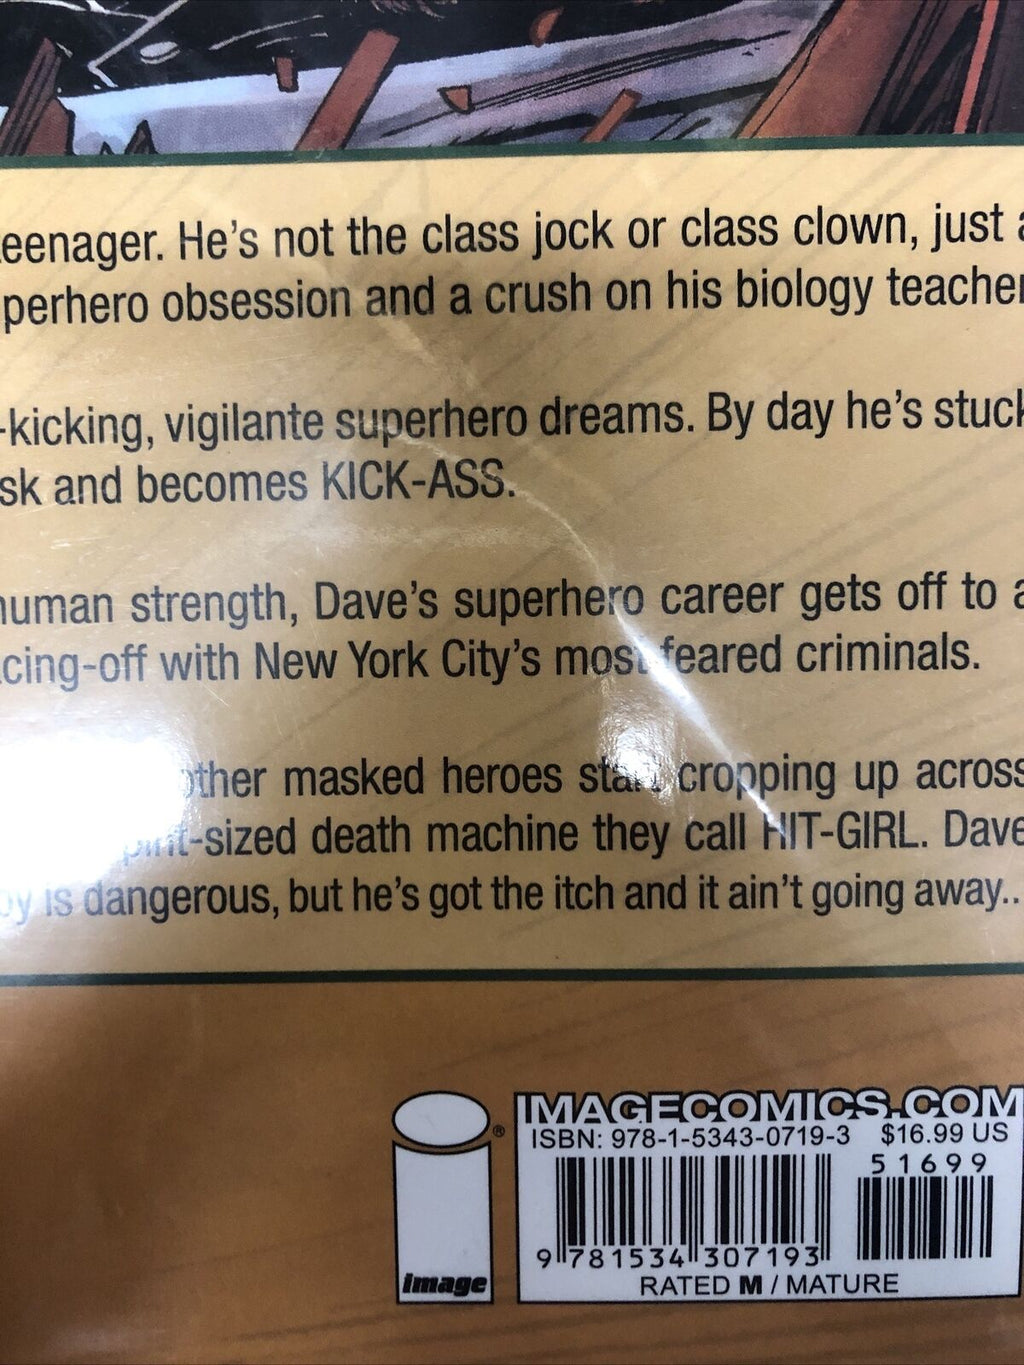 eenager. He's not the class jock or class clown, just a
perhero obsession and a crush on his biology teacher
-kicking, vigilante superhero dreams. By day he's stuck
sk and becomes KICK-ASS.
human strength, Dave's superhero career gets off to a
cing-off with New York City's most feared criminals.
other masked heroes start cropping up across
pint-sized death machine they call HIT-GIRL. Dave
by is dangerous, but he's got the itch and it ain't going away..
IMAGECOMICS.COM
ISBN: 978-1-5343-0719-3 $16.99 US
51699
9 781534 307193
image ®
RATED M / MATURE